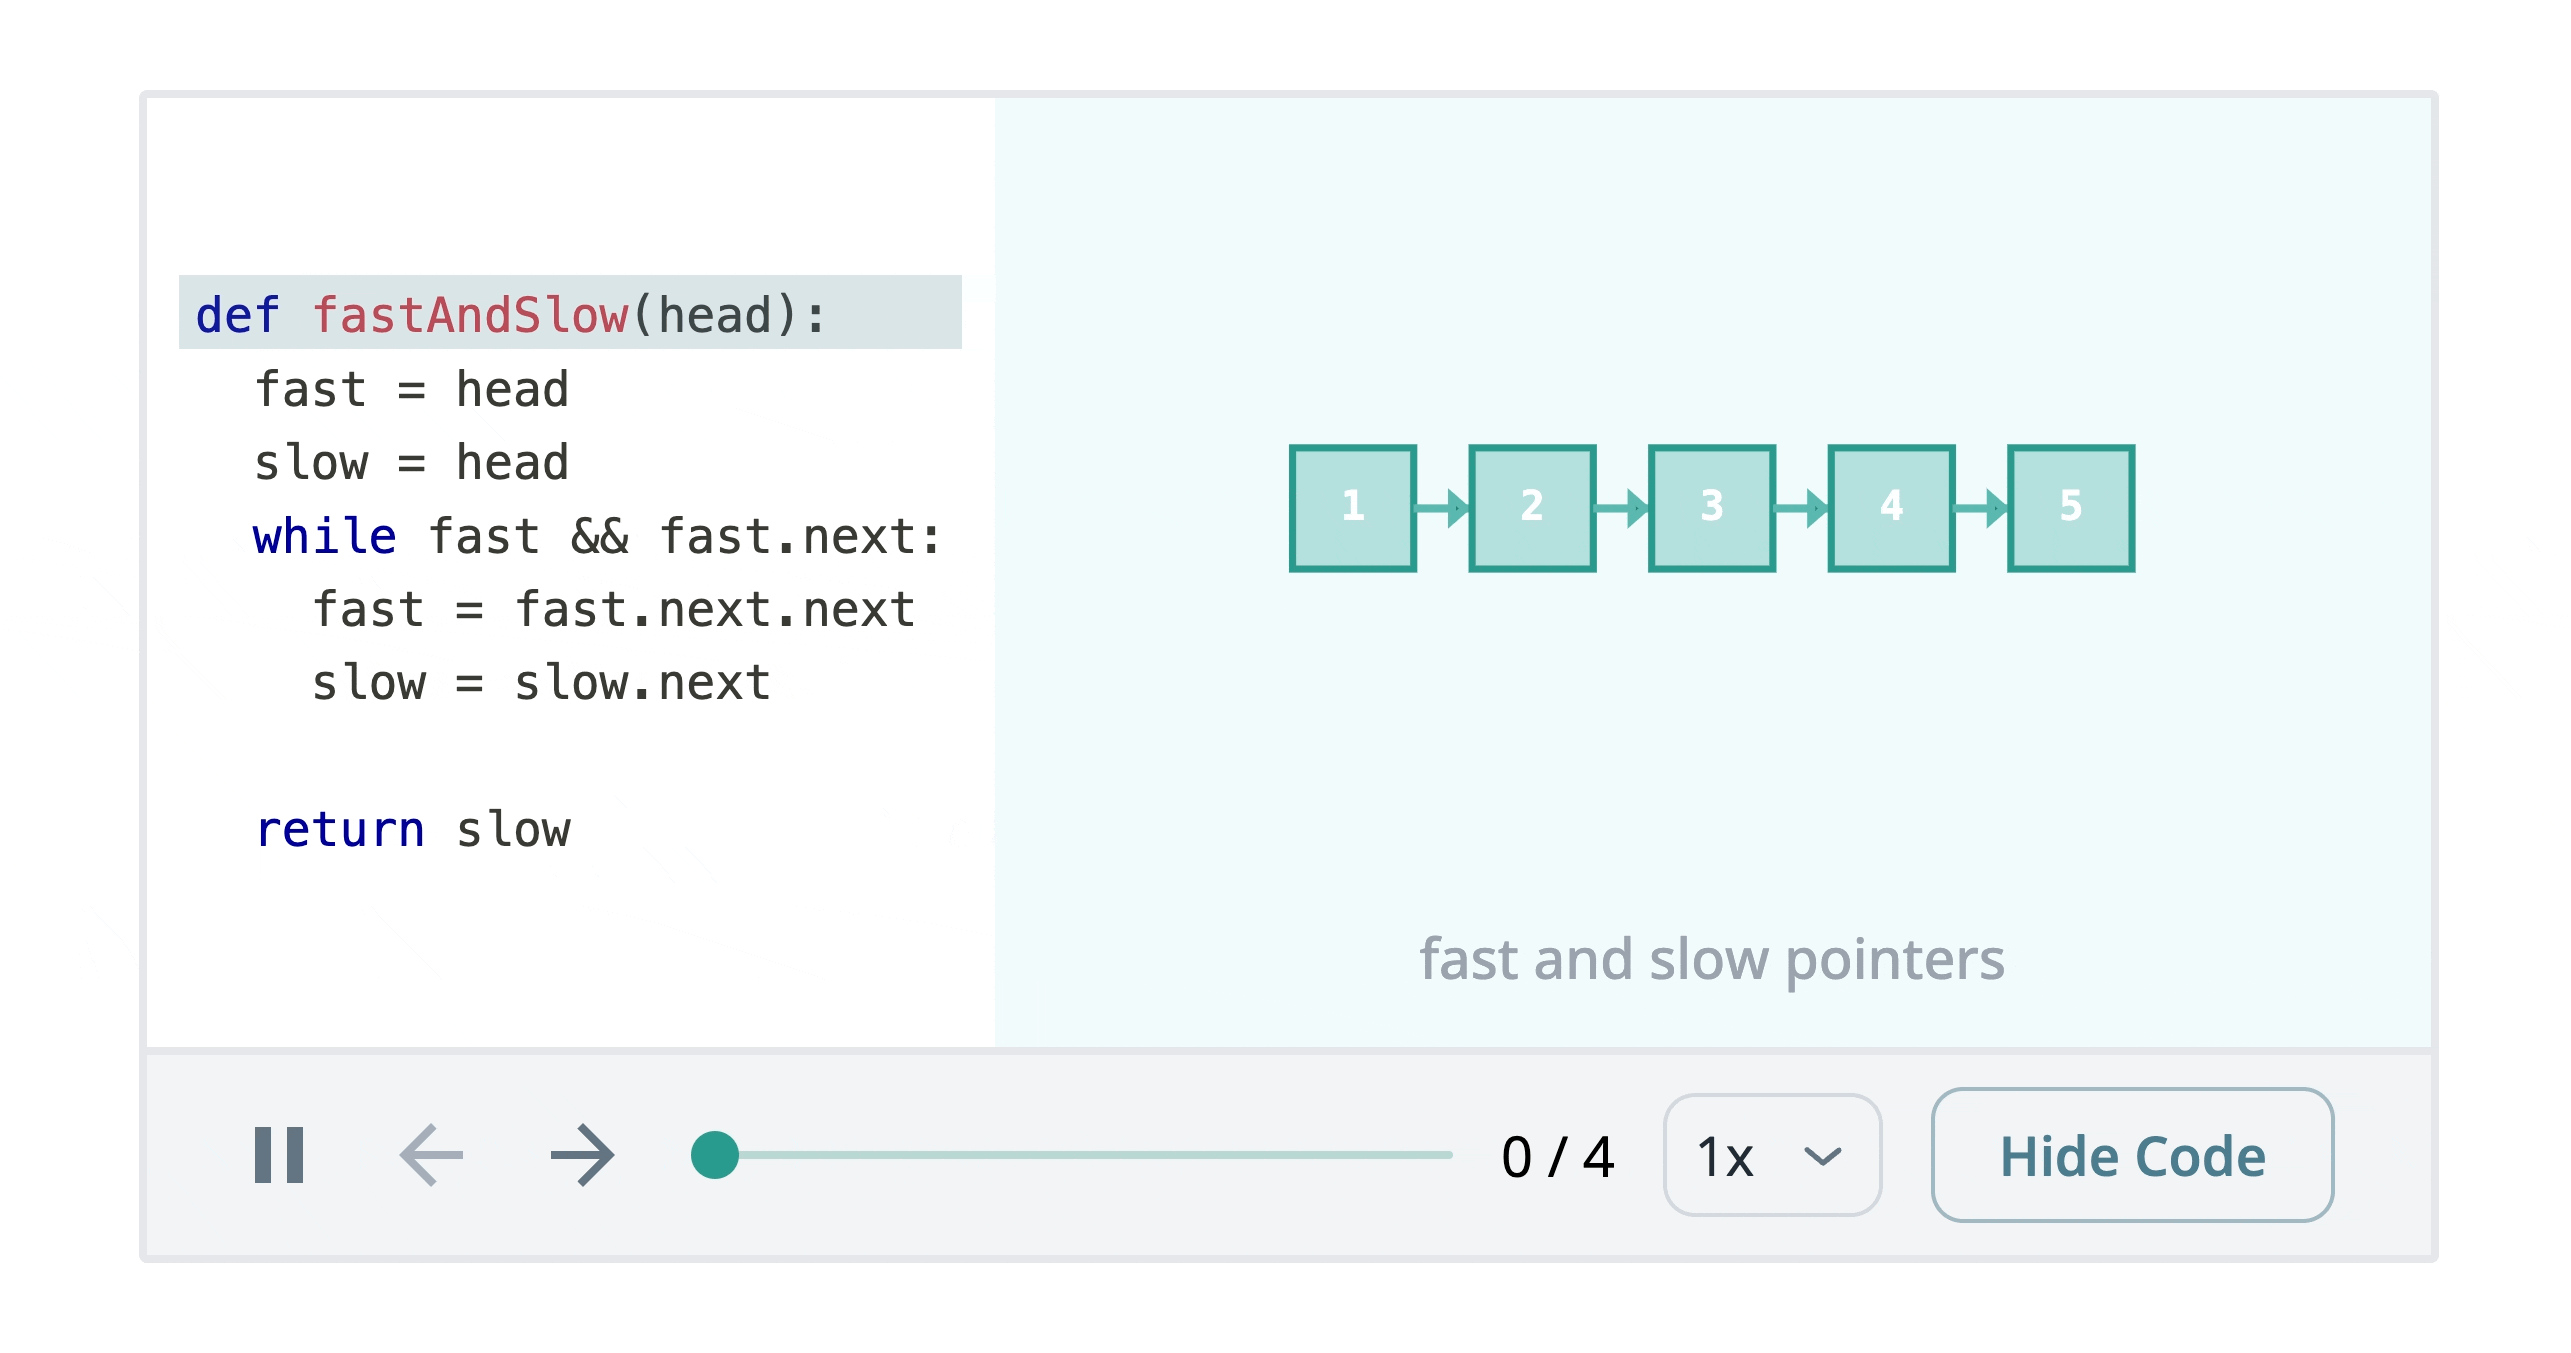 def fastAndSlow(head):
  fast = head
  slow = head
  while fast && fast.next:
    fast = fast.next.next
    slow = slow.next
  return slow
1 2 3 4 5
fast and slow pointers
0 / 4 1x Hide Code